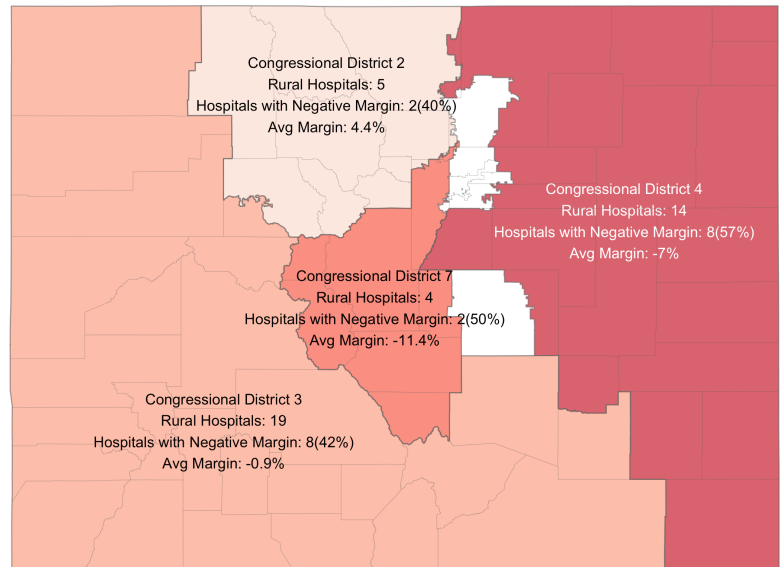 Congressional District 2
Rural Hospitals: 5
Hospitals with Negative Margin: 2(40%)
Avg Margin: 4.4%
Congressional District 4
Rural Hospitals: 14
Hospitals with Negative Margin: 8(57%)
Avg Margin: -7%
Congressional District 7
Rural Hospitals: 4
Hospitals with Negative Margin: 2(50%)
Avg Margin: -11.4%
Congressional District 3
Rural Hospitals: 19
Hospitals with Negative Margin: 8(42%)
Avg Margin: -0.9%